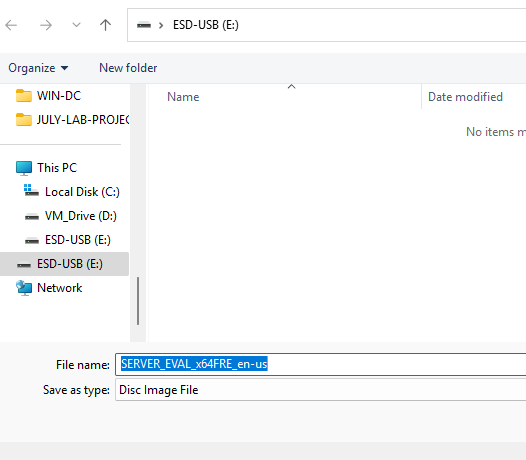 ESD-USB (E:)
Organize
New folder
WIN-DC
JULY-LAB-PROJEC
This PC
Local Disk (C:)
VM_Drive (D:)
ESD-USB (E:)
ESD-USB (E:)
Network
Name
Date modified
No items m
File name:
SERVER_EVAL_x64FRE_en-us
Save as type:
Disc Image File